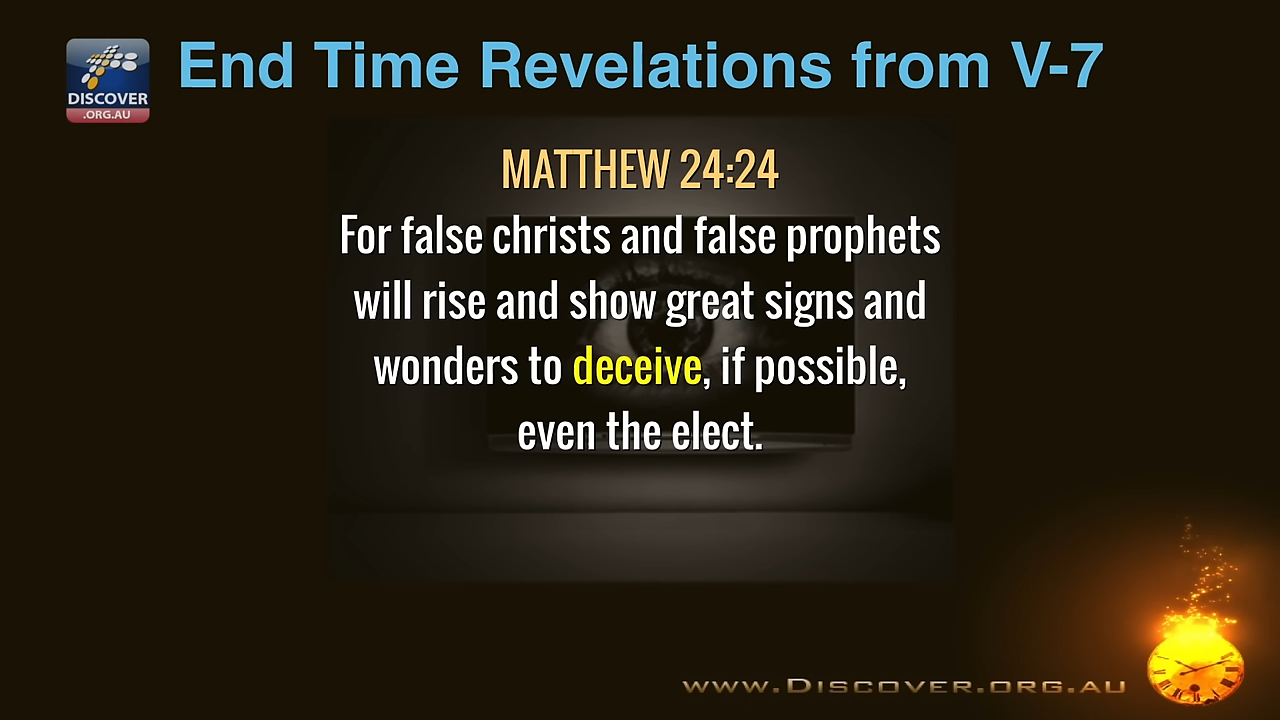 End Time Revelations from V-7
DISCOVER
.ORG.AU
MATTHEW 24:24
For false christs and false prophets
will rise and show great signs and
wonders to deceive, if possible,
even the elect.
www.Discover.org.au